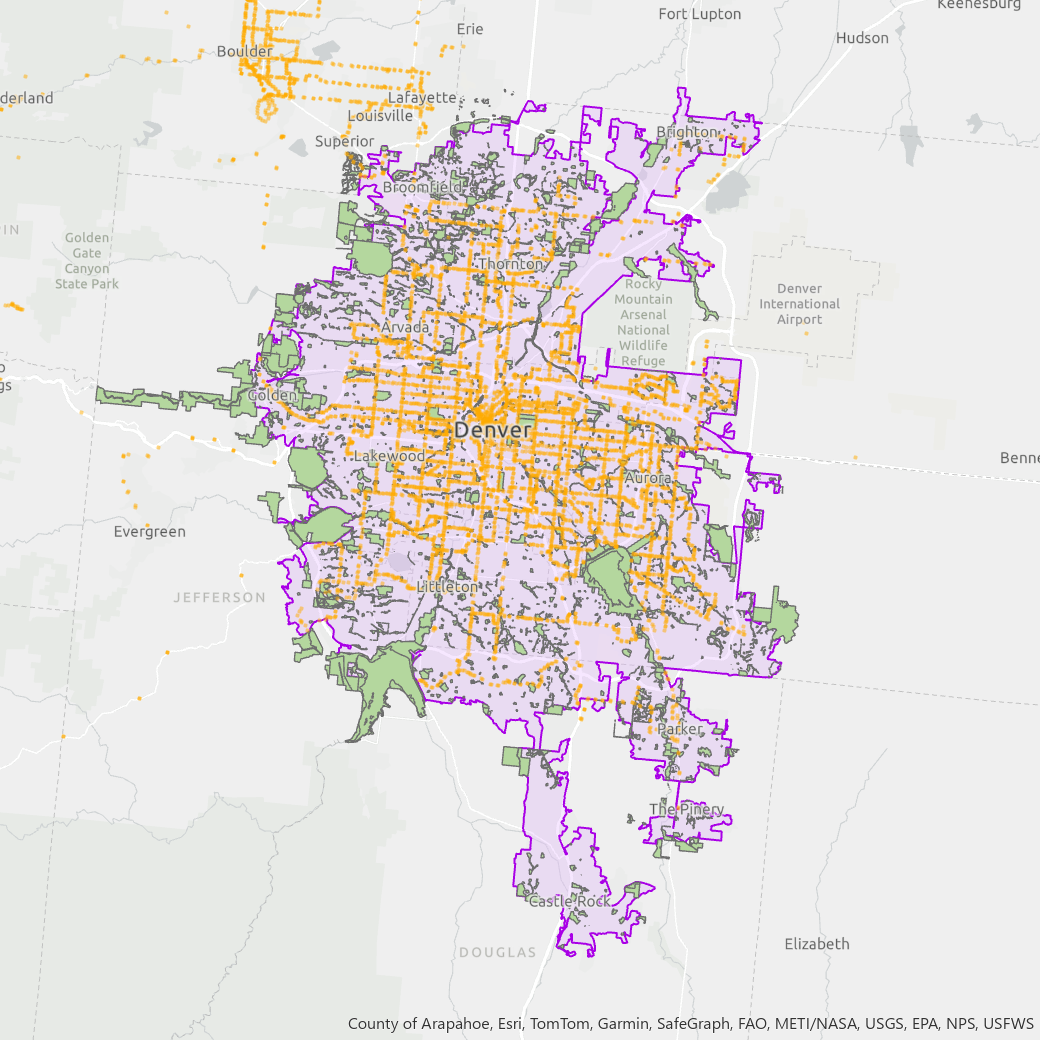 Keenesburg
Fort Lupton
Erie
Hudson
Boulder
derland
Lafayette
Louisville
Brighton
Superior
Broomfield
PIN
Golden
Gate
Canyon
State Park
Thornton
Rocky
Mountain
Arsenal
National
Wildlife
Refuge
Denver
International
Airport
Arvada
o
gs
Golden
Denver
Lakewood
Benne
Aurora
Evergreen
Littleton
JEFFERSON
Parker
The Pinery
Castle Rock
DOUGLAS
Elizabeth
County of Arapahoe, Esri, TomTom, Garmin, SafeGraph, FAO, METI/NASA, USGS, EPA, NPS, USFWS